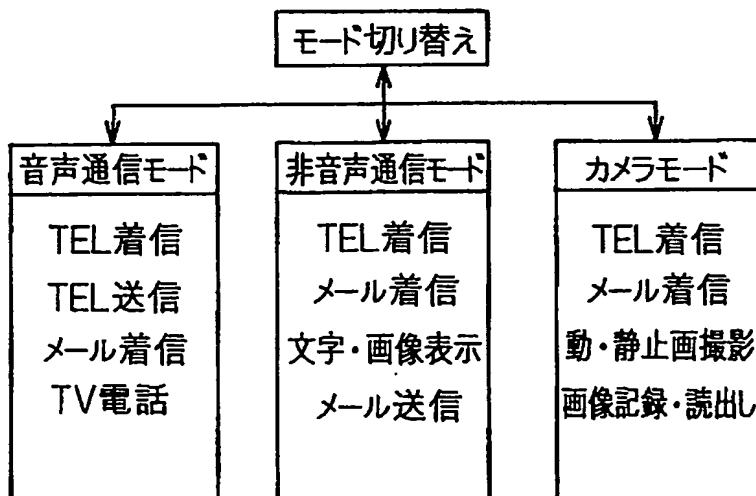 モード切り替え
音声通信モード
TEL着信
TEL送信
メール着信
TV電話
非音声通信モード
TEL着信
メール着信
文字・画像表示
メール送信
カメラモード
TEL着信
メール着信
動・静止画撮影
画像記録・読出し